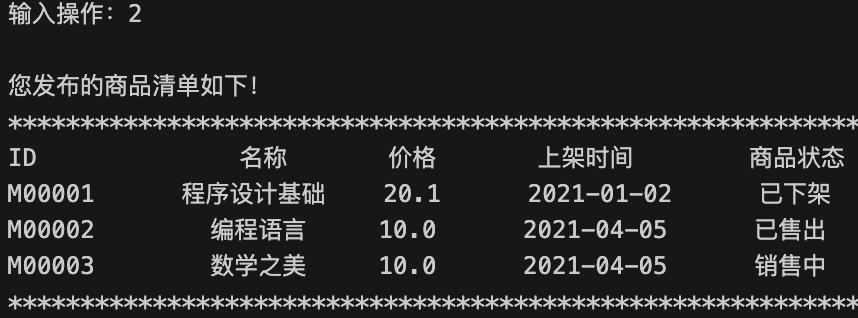 输入操作：2
您发布的商品清单如下！
************************************************************
ID 名称 价格 上架时间 商品状态
M00001 程序设计基础 20.1 2021-01-02 已下架
M00002 编程语言 10.0 2021-04-05 已售出
M00003 数学之美 10.0 2021-04-05 销售中
************************************************************